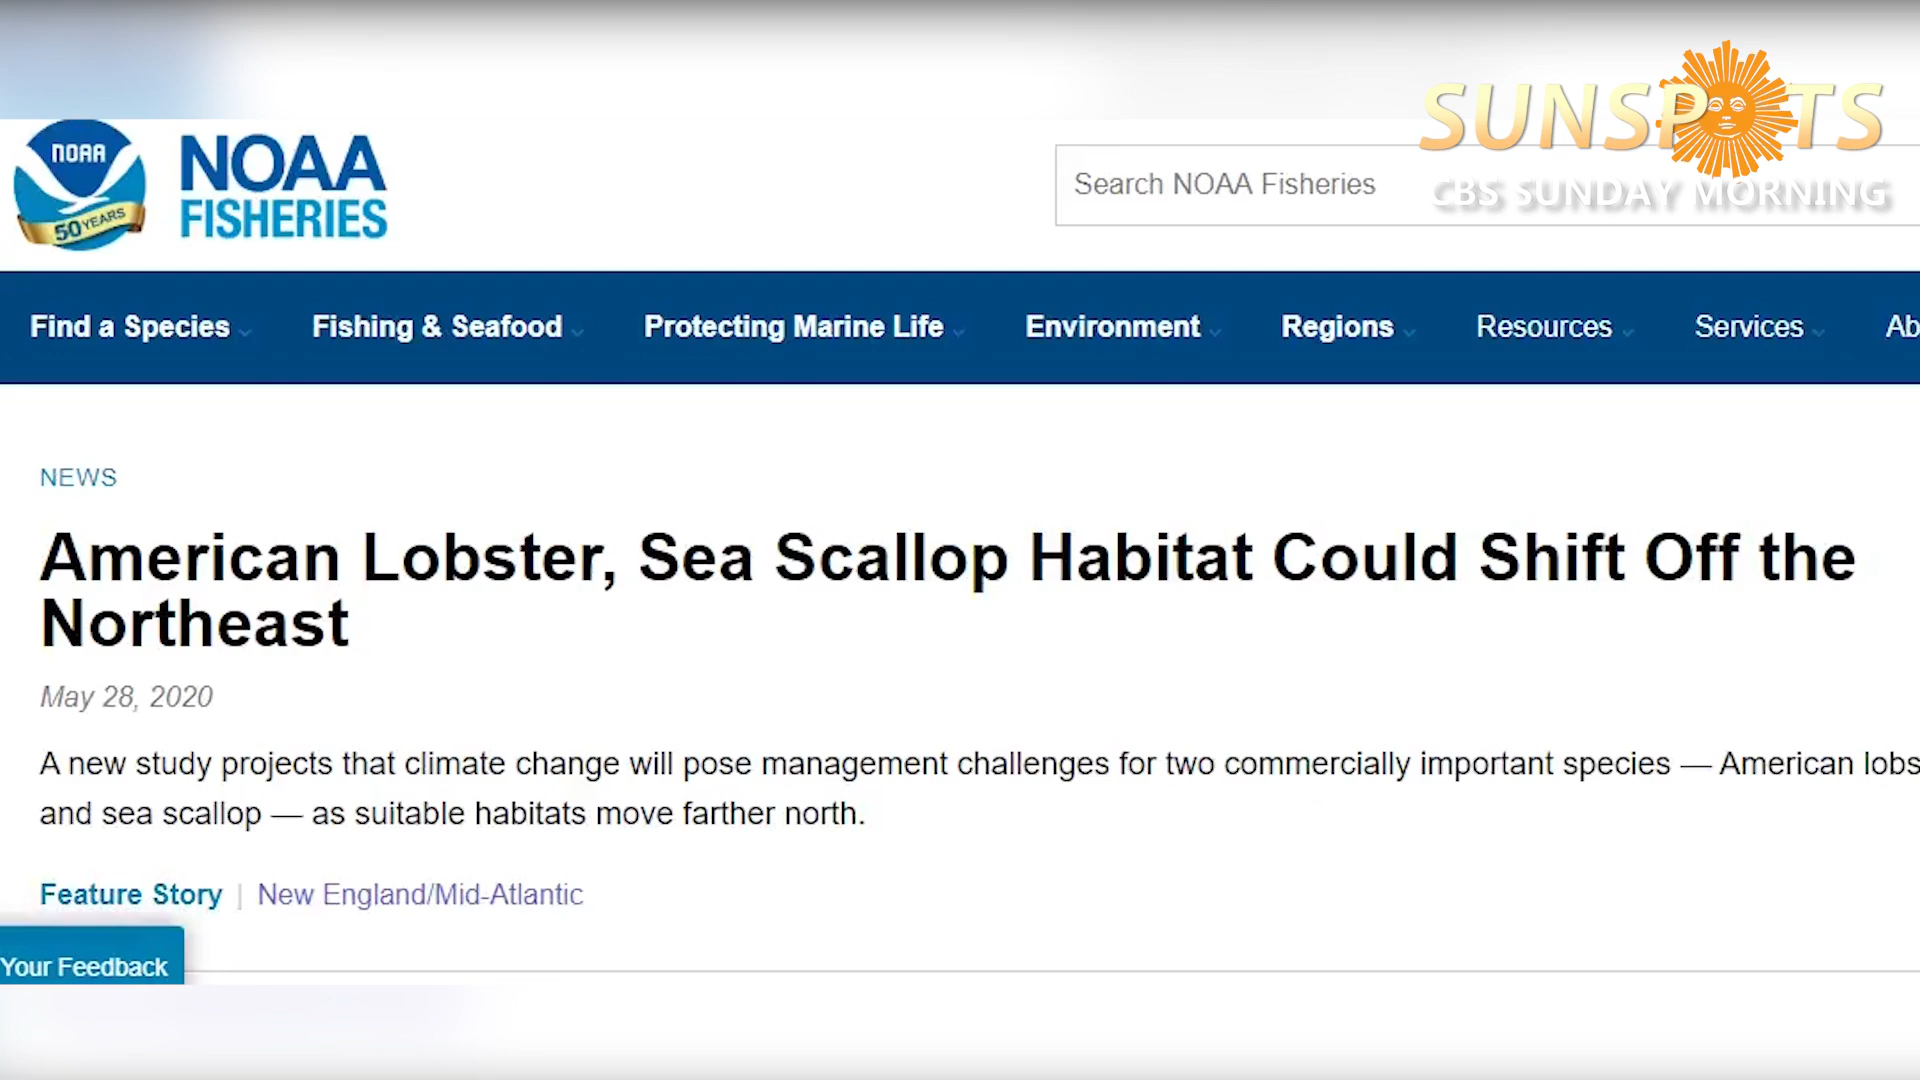 SUNSPOTS
CBS SUNDAY MORNING
NOAA
50 YEARS
NOAA
FISHERIES
Search NOAA Fisheries
Find a Species Fishing & Seafood Protecting Marine Life Environment Regions Resources Services Ab
NEWS
American Lobster, Sea Scallop Habitat Could Shift Off the
Northeast
May 28, 2020
A new study projects that climate change will pose management challenges for two commercially important species — American lobs
and sea scallop — as suitable habitats move farther north.
Feature Story | New England/Mid-Atlantic
Your Feedback